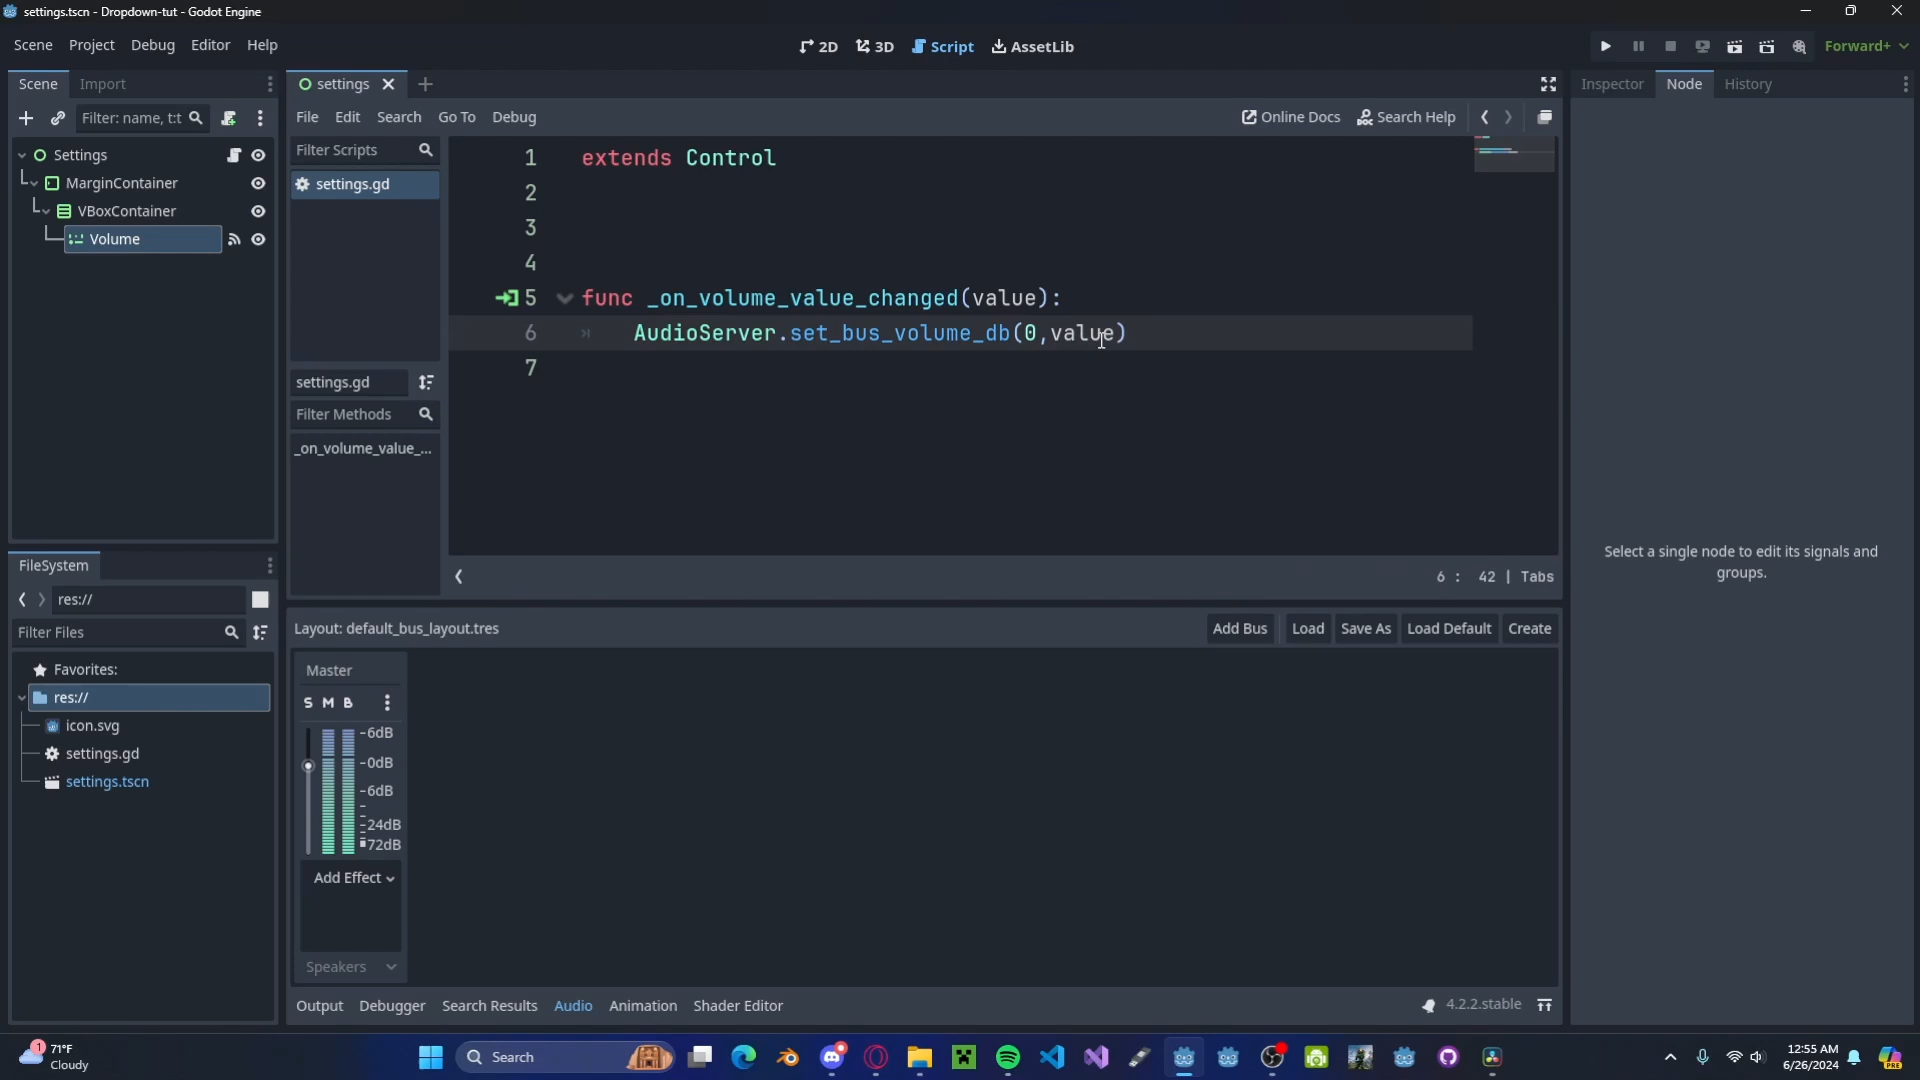 settings.tscn - Dropdown-tut - Godot Engine
Scene Project Debug Editor Help
2D 3D Script AssetLib
Forward+
Scene Import
settings
Inspector Node History
Filter: name, t:t
File Edit Search Go To Debug
Online Docs Search Help
Settings
MarginContainer
VBoxContainer
Volume
Filter Scripts
settings.gd
settings.gd
Filter Methods
_on_volume_value_...
1 extends Control
2
3
4
5 func _on_volume_value_changed(value):
6 AudioServer.set_bus_volume_db(0,value)
7
6 : 42 | Tabs
Select a single node to edit its signals and
groups.
FileSystem
res://
Filter Files
Favorites:
res://
icon.svg
settings.gd
settings.tscn
Layout: default_bus_layout.tres
Add Bus Load Save As Load Default Create
Master
S M B
-6dB
-0dB
-6dB
-24dB
72dB
Add Effect
Speakers
Output Debugger Search Results Audio Animation Shader Editor
4.2.2.stable
1
71°F
Cloudy
Search
PRE
12:55 AM
6/26/2024